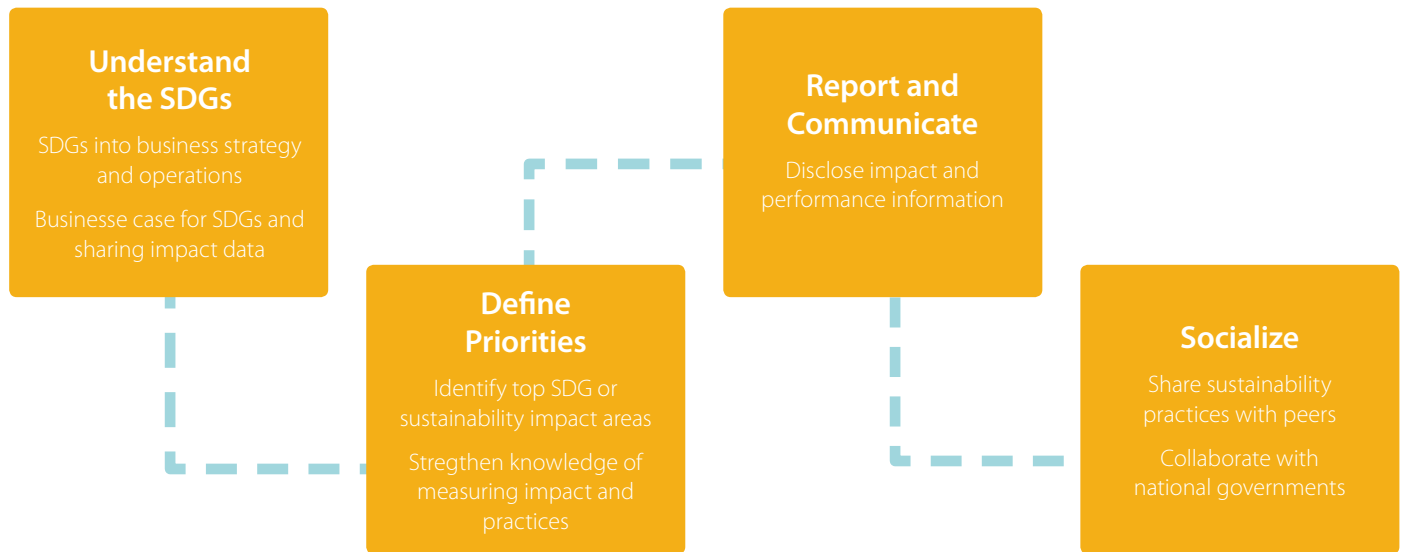 Understand
the SDGs
SDGs into business strategy
and operations
Businesse case for SDGs and
sharing impact data
Define
Priorities
Identify top SDG or
sustainability impact areas
Stregthen knowledge of
measuring impact and
practices
Report and
Communicate
Disclose impact and
performance information
Socialize
Share sustainability
practices with peers
Collaborate with
national governments